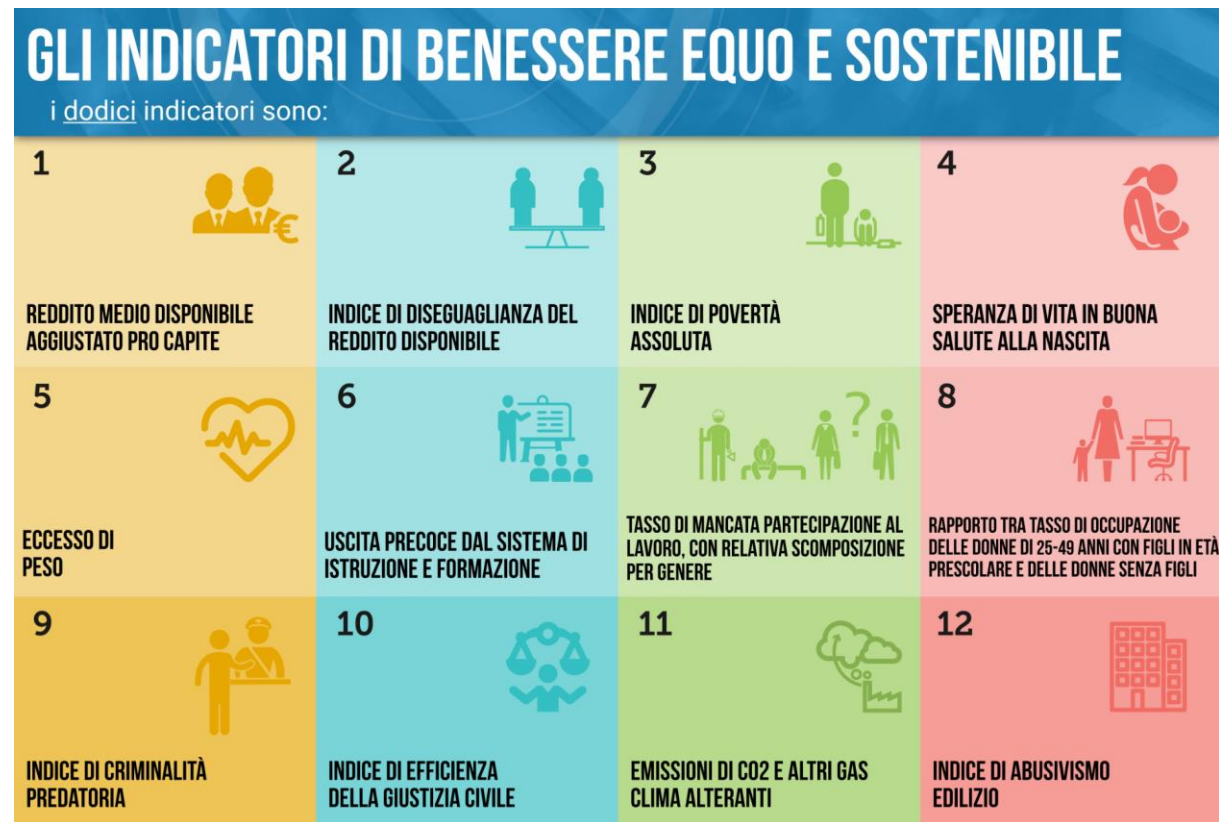 GLI INDICATORI DI BENESSERE EQUO E SOSTENIBILE
i dodici indicatori sono:
1
REDDITO MEDIO DISPONIBILE
AGGIUSTATO PRO CAPITE
2
INDICE DI DISEGUAGLIANZA DEL
REDDITO DISPONIBILE
3
INDICE DI POVERTÀ
ASSOLUTA
4
SPERANZA DI VITA IN BUONA
SALUTE ALLA NASCITA
5
ECCESSO DI
PESO
6
USCITA PRECOCE DAL SISTEMA DI
ISTRUZIONE E FORMAZIONE
7
?
TASSO DI MANCATA PARTECIPAZIONE AL
LAVORO, CON RELATIVA SCOMPOSIZIONE
PER GENERE
8
RAPPORTO TRA TASSO DI OCCUPAZIONE
DELLE DONNE DI 25-49 ANNI CON FIGLI IN ETÀ
PRESCOLARE E DELLE DONNE SENZA FIGLI
9
INDICE DI CRIMINALITÀ
PREDATORIA
10
INDICE DI EFFICIENZA
DELLA GIUSTIZIA CIVILE
11
EMISSIONI DI CO2 E ALTRI GAS
CLIMA ALTERANTI
12
INDICE DI ABUSIVISMO
EDILIZIO